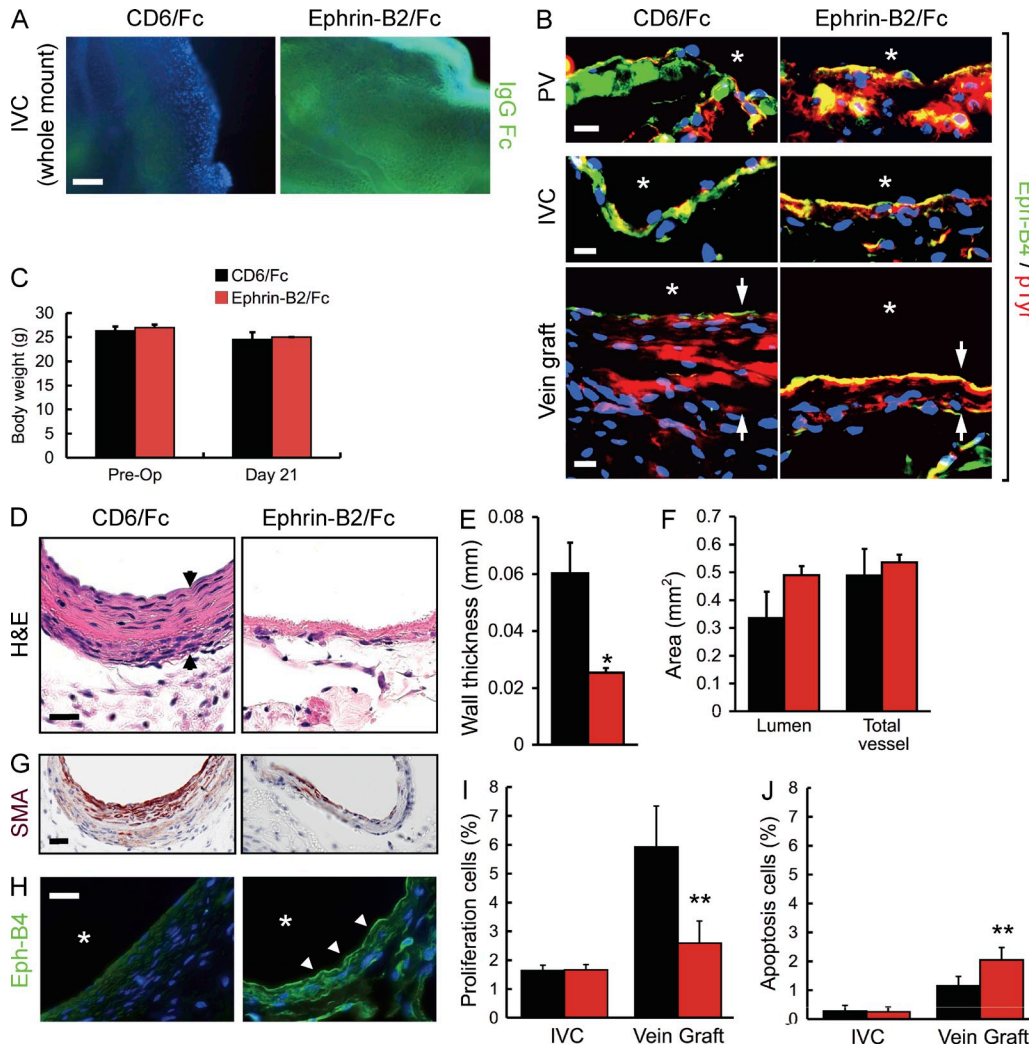 A
CD6/Fc
Ephrin-B2/Fc
IVC
(whole mount)
IgG Fc
B
CD6/Fc
Ephrin-B2/Fc
PV
*
*
IVC
*
*
Vein graft
*
*
Eph-B4 / pTyr
C
CD6/Fc
Ephrin-B2/Fc
Body weight (g)
30
25
20
15
10
5
0
Pre-Op
Day 21
D
CD6/Fc
Ephrin-B2/Fc
H&E
E
Wall thickness (mm)
0.08
0.06
0.04
0.02
0
*
F
Area (mm²)
0.7
0.6
0.5
0.4
0.3
0.2
0.1
0
Lumen
Total
vessel
G
SMA
H
Eph-B4
*
*
I
Proliferation cells (%)
8
7
6
5
4
3
2
1
0
**
IVC
Vein Graft
J
Apoptosis cells (%)
8
7
6
5
4
3
2
1
0
**
IVC
Vein Graft